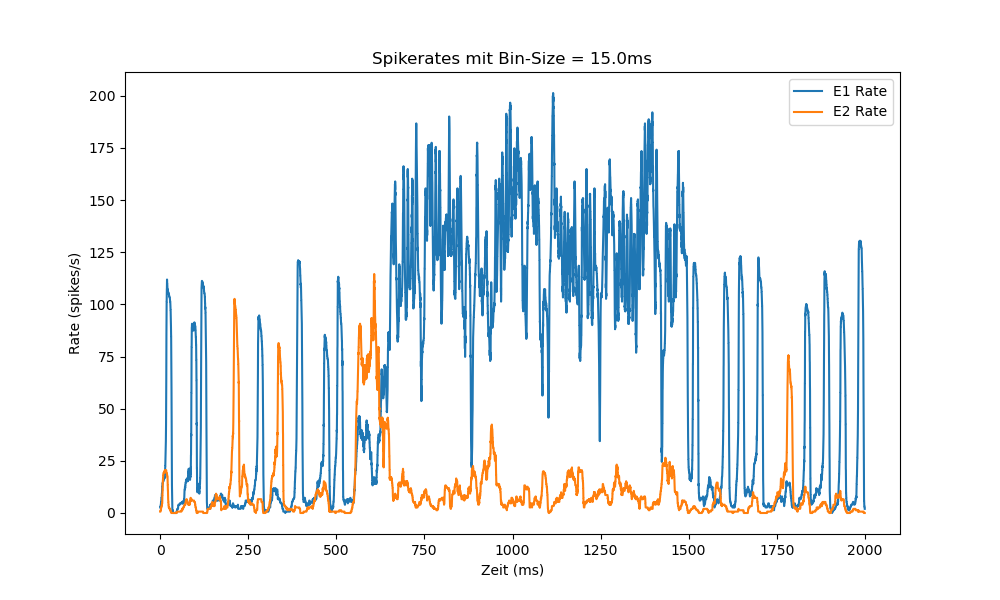 Spikerates mit Bin-Size = 15.0ms
E1 Rate
E2 Rate
200
175
150
125
100
75
50
25
0
Rate (spikes/s)
0 250 500 750 1000 1250 1500 1750 2000
Zeit (ms)